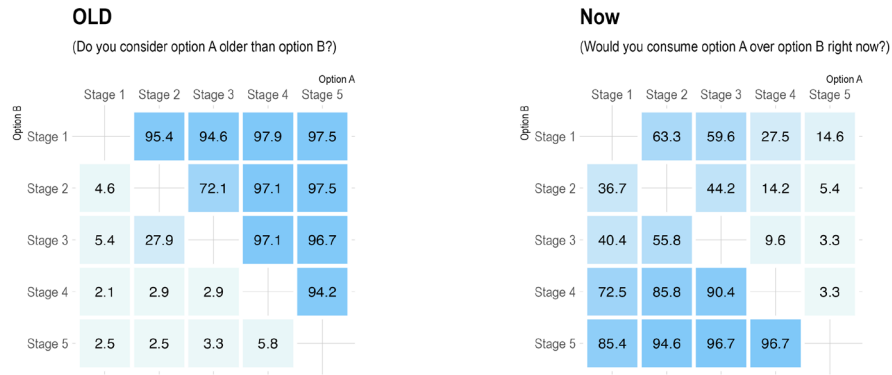 OLD
(Do you consider option A older than option B?)
Option A
Stage 1 Stage 2 Stage 3 Stage 4 Stage 5
Option B
Stage 1 95.4 94.6 97.9 97.5
Stage 2 4.6 72.1 97.1 97.5
Stage 3 5.4 27.9 97.1 96.7
Stage 4 2.1 2.9 2.9 94.2
Stage 5 2.5 2.5 3.3 5.8
Now
(Would you consume option A over option B right now?)
Option A
Stage 1 Stage 2 Stage 3 Stage 4 Stage 5
Option B
Stage 1 63.3 59.6 27.5 14.6
Stage 2 36.7 44.2 14.2 5.4
Stage 3 40.4 55.8 9.6 3.3
Stage 4 72.5 85.8 90.4 3.3
Stage 5 85.4 94.6 96.7 96.7